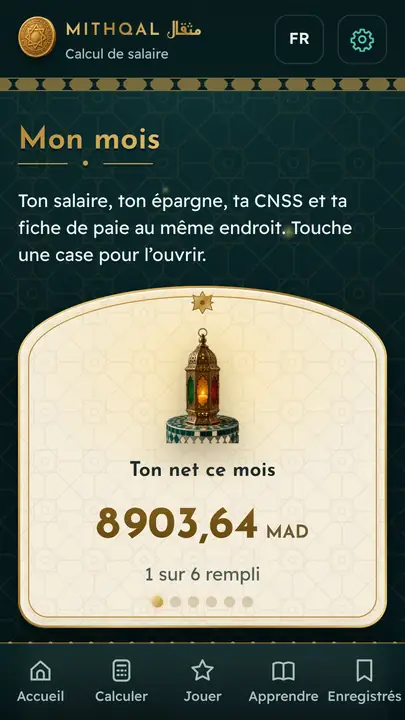 MITHQAL مثقال
Calcul de salaire
FR
Mon mois
Ton salaire, ton épargne, ta CNSS et ta
fiche de paie au même endroit. Touche
une case pour l’ouvrir.
Ton net ce mois
8903,64 MAD
1 sur 6 rempli
Accueil
Calculer
Jouer
Apprendre
Enregistrés